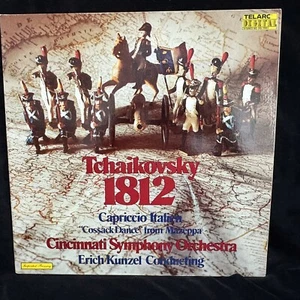 TELARC
DIGITAL
Tchaikovsky
1812
Capriccio Italien
"Cossack Dance" from Mazeppa
Cincinnati Symphony Orchestra
Erich Kunzel Conducting